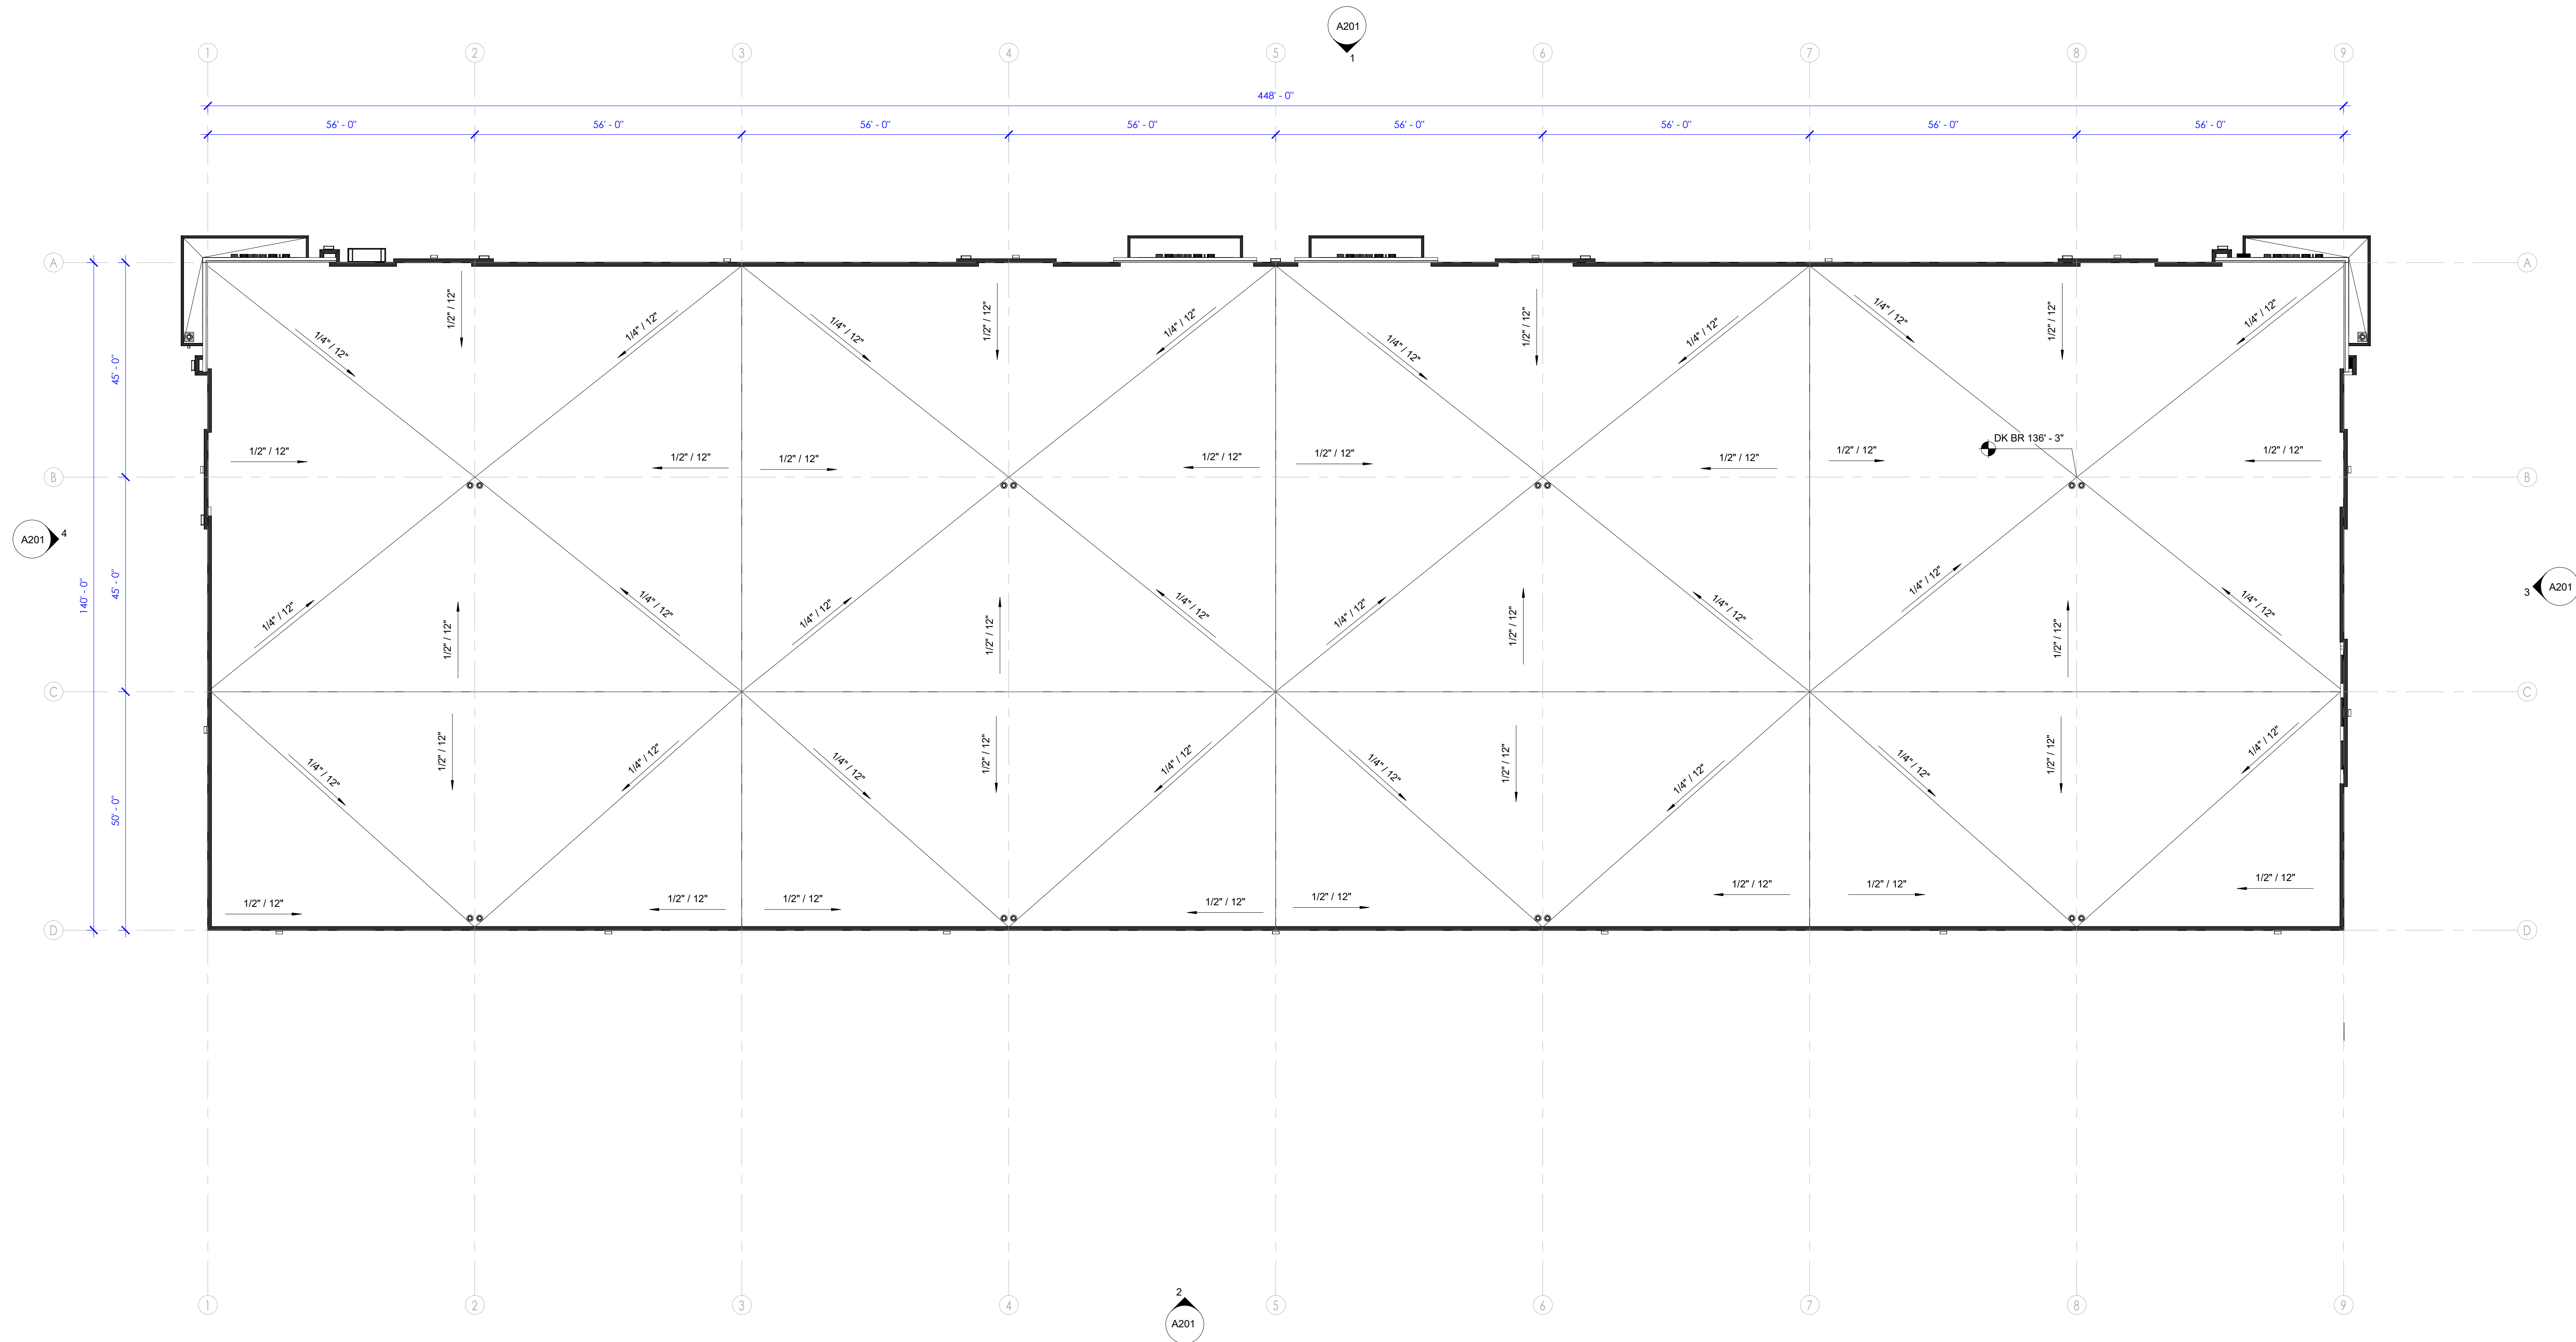 A201
1
1 2 3 4 5 6 7 8 9
448' - 0"
56' - 0" 56' - 0" 56' - 0" 56' - 0" 56' - 0" 56' - 0" 56' - 0" 56' - 0"
A A
1/2" / 12" 1/2" / 12" 1/2" / 12" 1/2" / 12"
1/4" / 12" 1/4" / 12" 1/4" / 12" 1/4" / 12" 1/4" / 12" 1/4" / 12" 1/4" / 12" 1/4" / 12"
45' - 0"
DK BR 136' - 3"
1/2" / 12" 1/2" / 12" 1/2" / 12" 1/2" / 12" 1/2" / 12" 1/2" / 12" 1/2" / 12" 1/2" / 12"
B B
A201 4
140' - 0"
45' - 0"
3 A201
1/4" / 12" 1/4" / 12" 1/4" / 12" 1/4" / 12" 1/4" / 12" 1/4" / 12" 1/4" / 12" 1/4" / 12"
1/2" / 12" 1/2" / 12" 1/2" / 12" 1/2" / 12"
C C
1/2" / 12" 1/2" / 12" 1/2" / 12" 1/2" / 12"
1/4" / 12" 1/4" / 12" 1/4" / 12" 1/4" / 12" 1/4" / 12" 1/4" / 12" 1/4" / 12" 1/4" / 12"
50' - 0"
1/2" / 12" 1/2" / 12" 1/2" / 12" 1/2" / 12" 1/2" / 12" 1/2" / 12" 1/2" / 12" 1/2" / 12"
D D
2
1 2 3 4 5 6 7 8 9
A201